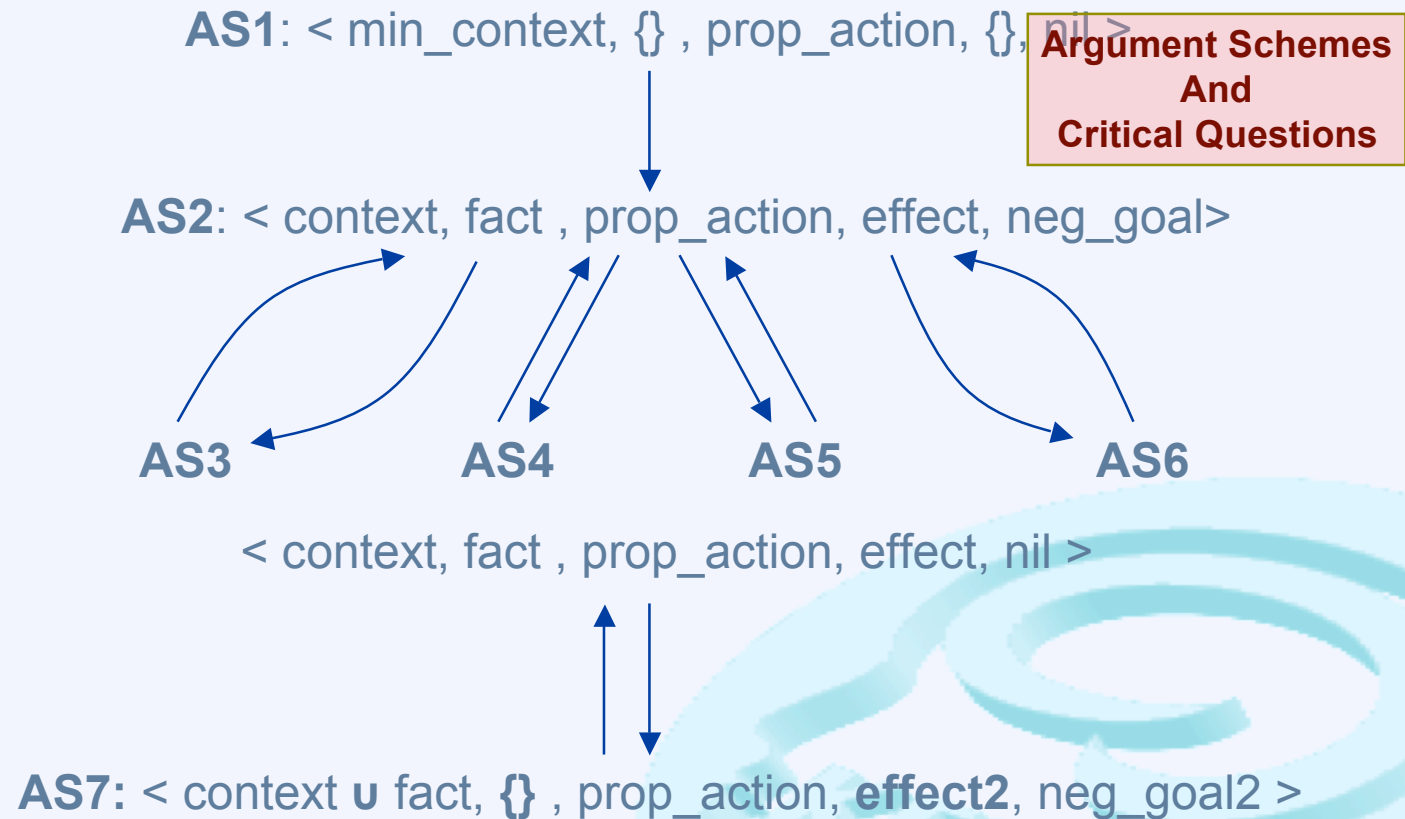 AS1: < min_context, {} , prop_action, {}, nil >
Argument Schemes
And
Critical Questions
AS2: < context, fact , prop_action, effect, neg_goal>
AS3 AS4 AS5 AS6
< context, fact , prop_action, effect, nil >
AS7: < context u fact, {} , prop_action, effect2, neg_goal2 >